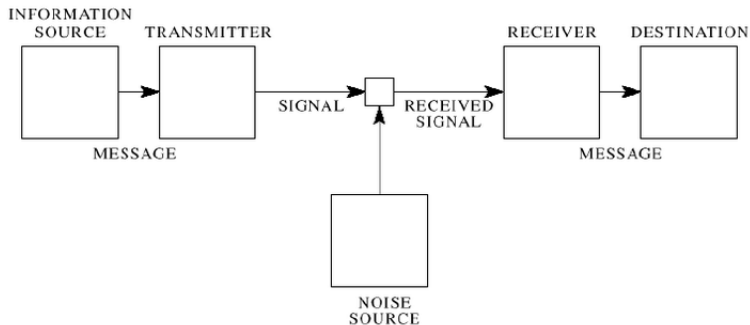 INFORMATION
SOURCE
TRANSMITTER
RECEIVER
DESTINATION
SIGNAL
RECEIVED
SIGNAL
MESSAGE
MESSAGE
NOISE
SOURCE